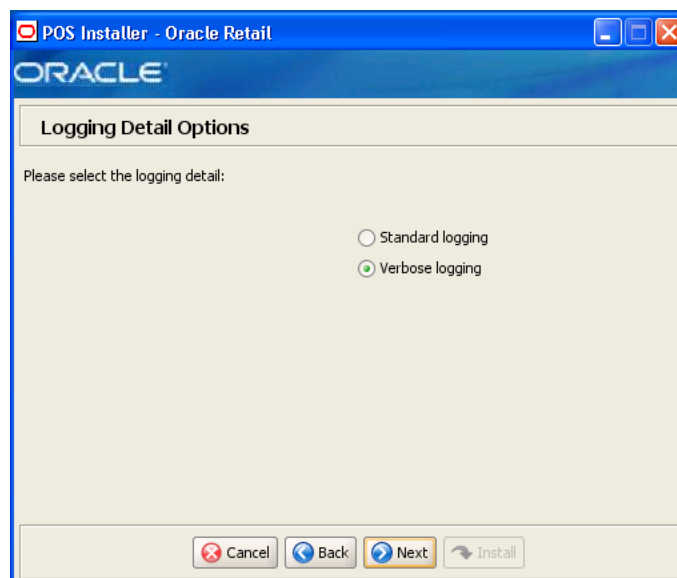 POS Installer - Oracle Retail
ORACLE
Logging Detail Options
Please select the logging detail:
Standard logging
Verbose logging
Cancel
Back
Next
Install